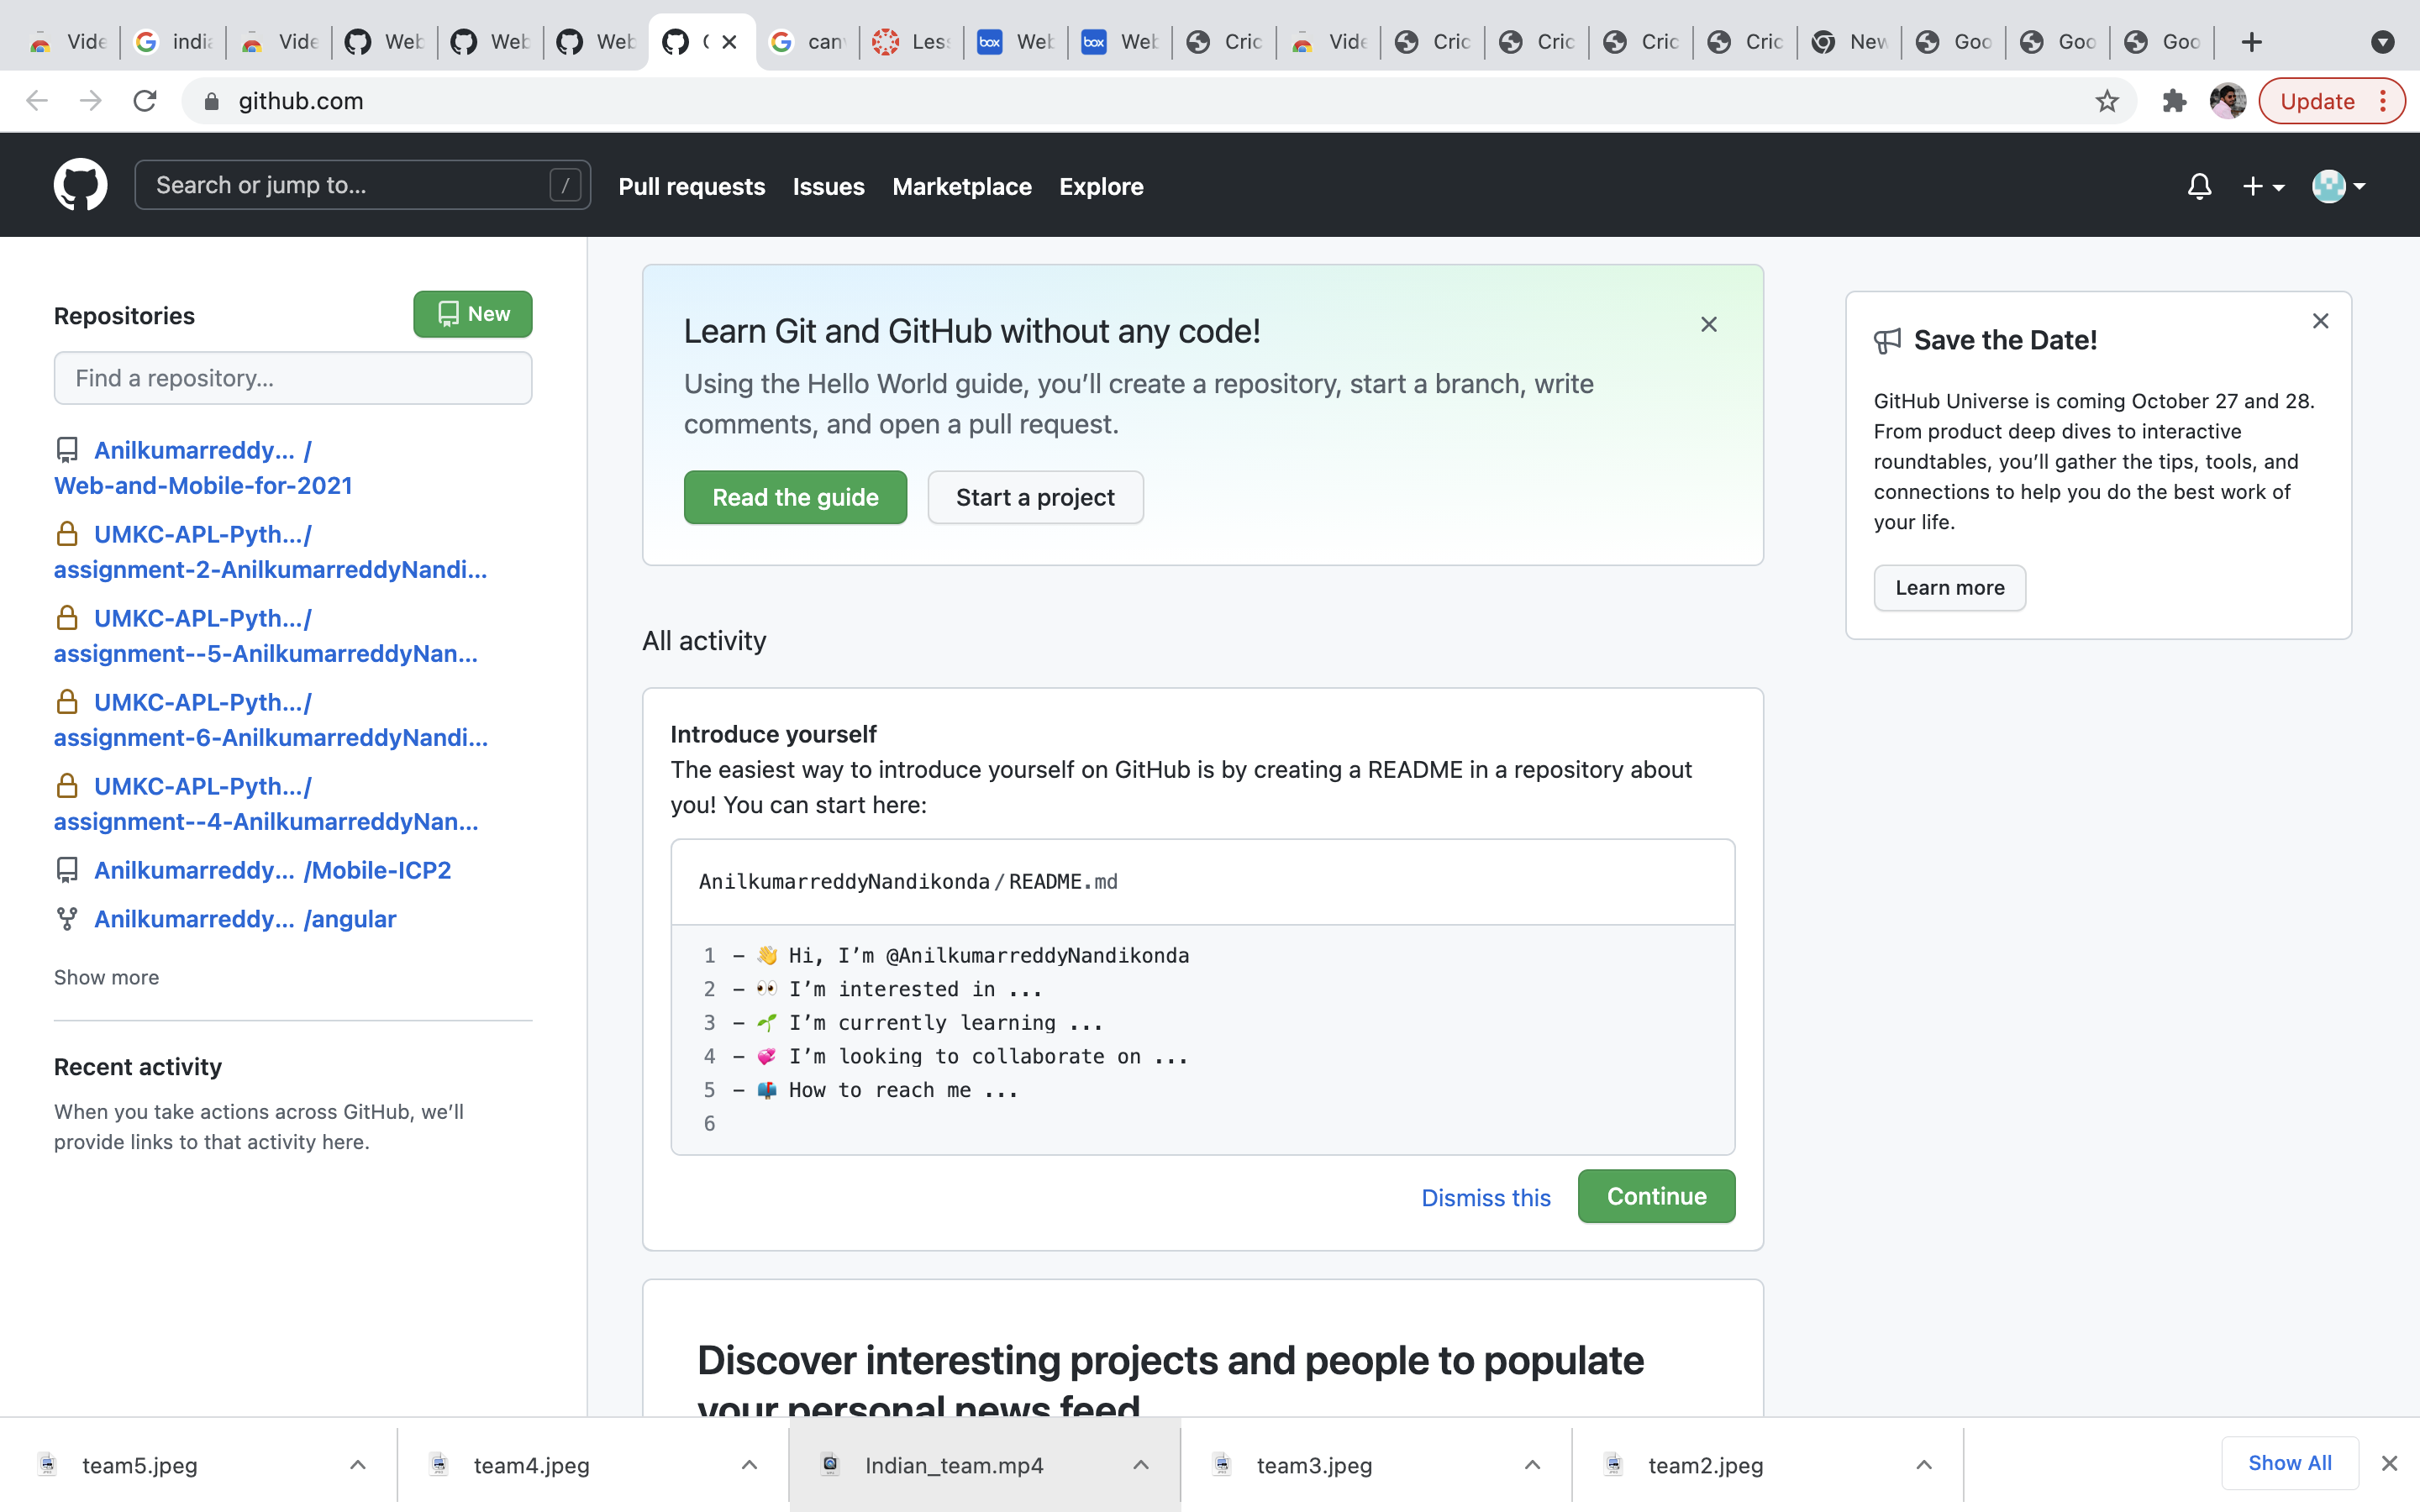 Vide
india
Vide
Web
Web
Web
can
Less
box
Web
box
Web
Cric
Vide
Cric
Cric
Cric
Cric
New
Goo
Goo
Goo
github.com
Update
Search or jump to...
/
Pull requests
Issues
Marketplace
Explore
Repositories
New
Find a repository...
Anilkumarreddy... /
Web-and-Mobile-for-2021
UMKC-APL-Pyth.../
assignment-2-AnilkumarreddyNandi...
UMKC-APL-Pyth.../
assignment--5-AnilkumarreddyNan...
UMKC-APL-Pyth.../
assignment-6-AnilkumarreddyNandi...
UMKC-APL-Pyth.../
assignment--4-AnilkumarreddyNan...
Anilkumarreddy... /Mobile-ICP2
Anilkumarreddy... /angular
Show more
Recent activity
When you take actions across GitHub, we’ll
provide links to that activity here.
Learn Git and GitHub without any code!
Using the Hello World guide, you’ll create a repository, start a branch, write
comments, and open a pull request.
Read the guide
Start a project
All activity
Introduce yourself
The easiest way to introduce yourself on GitHub is by creating a README in a repository about
you! You can start here:
AnilkumarreddyNandikonda/README.md
1 – 👋 Hi, I’m @AnilkumarreddyNandikonda
2 – 👀 I’m interested in ...
3 – 🌱 I’m currently learning ...
4 – 💞️ I’m looking to collaborate on ...
5 – 📫 How to reach me ...
6
Dismiss this
Continue
Discover interesting projects and people to populate
your personal news feed
Save the Date!
GitHub Universe is coming October 27 and 28.
From product deep dives to interactive
roundtables, you’ll gather the tips, tools, and
connections to help you do the best work of
your life.
Learn more
team5.jpeg
team4.jpeg
Indian_team.mp4
team3.jpeg
team2.jpeg
Show All